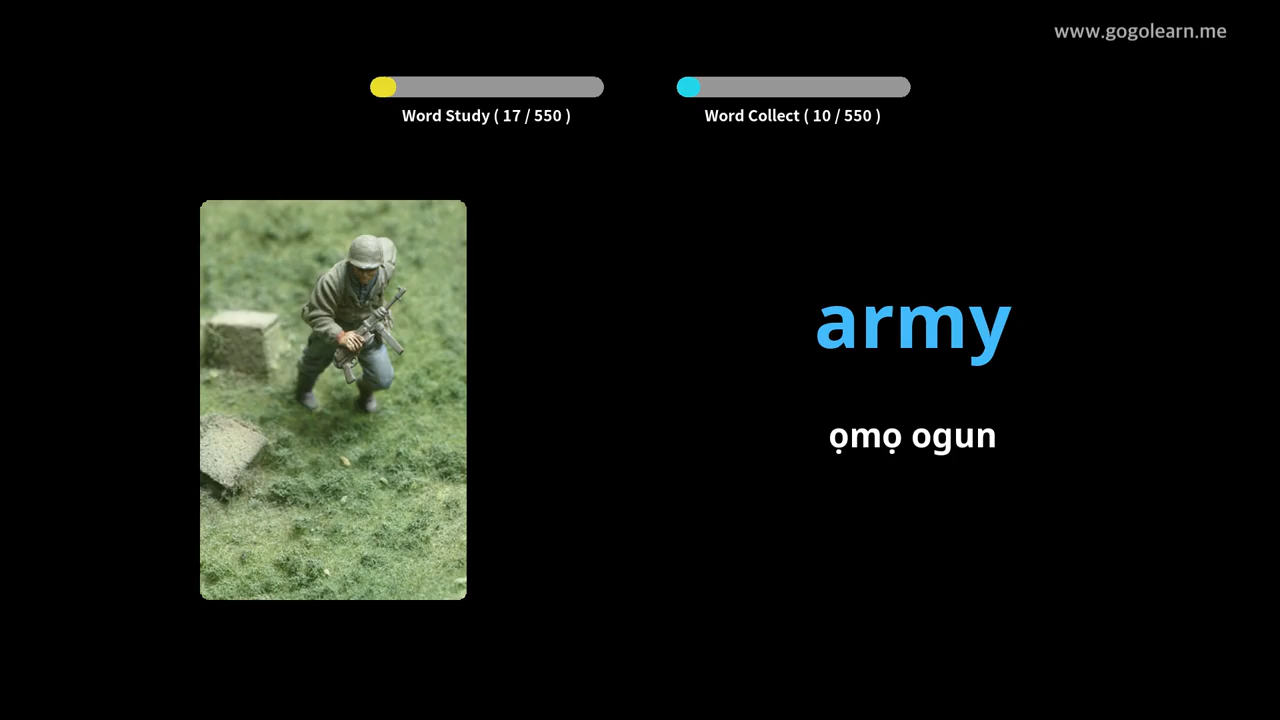 www.gogolearn.me
Word Study ( 17 / 550 )
Word Collect ( 10 / 550 )
army
ọmọ ogun